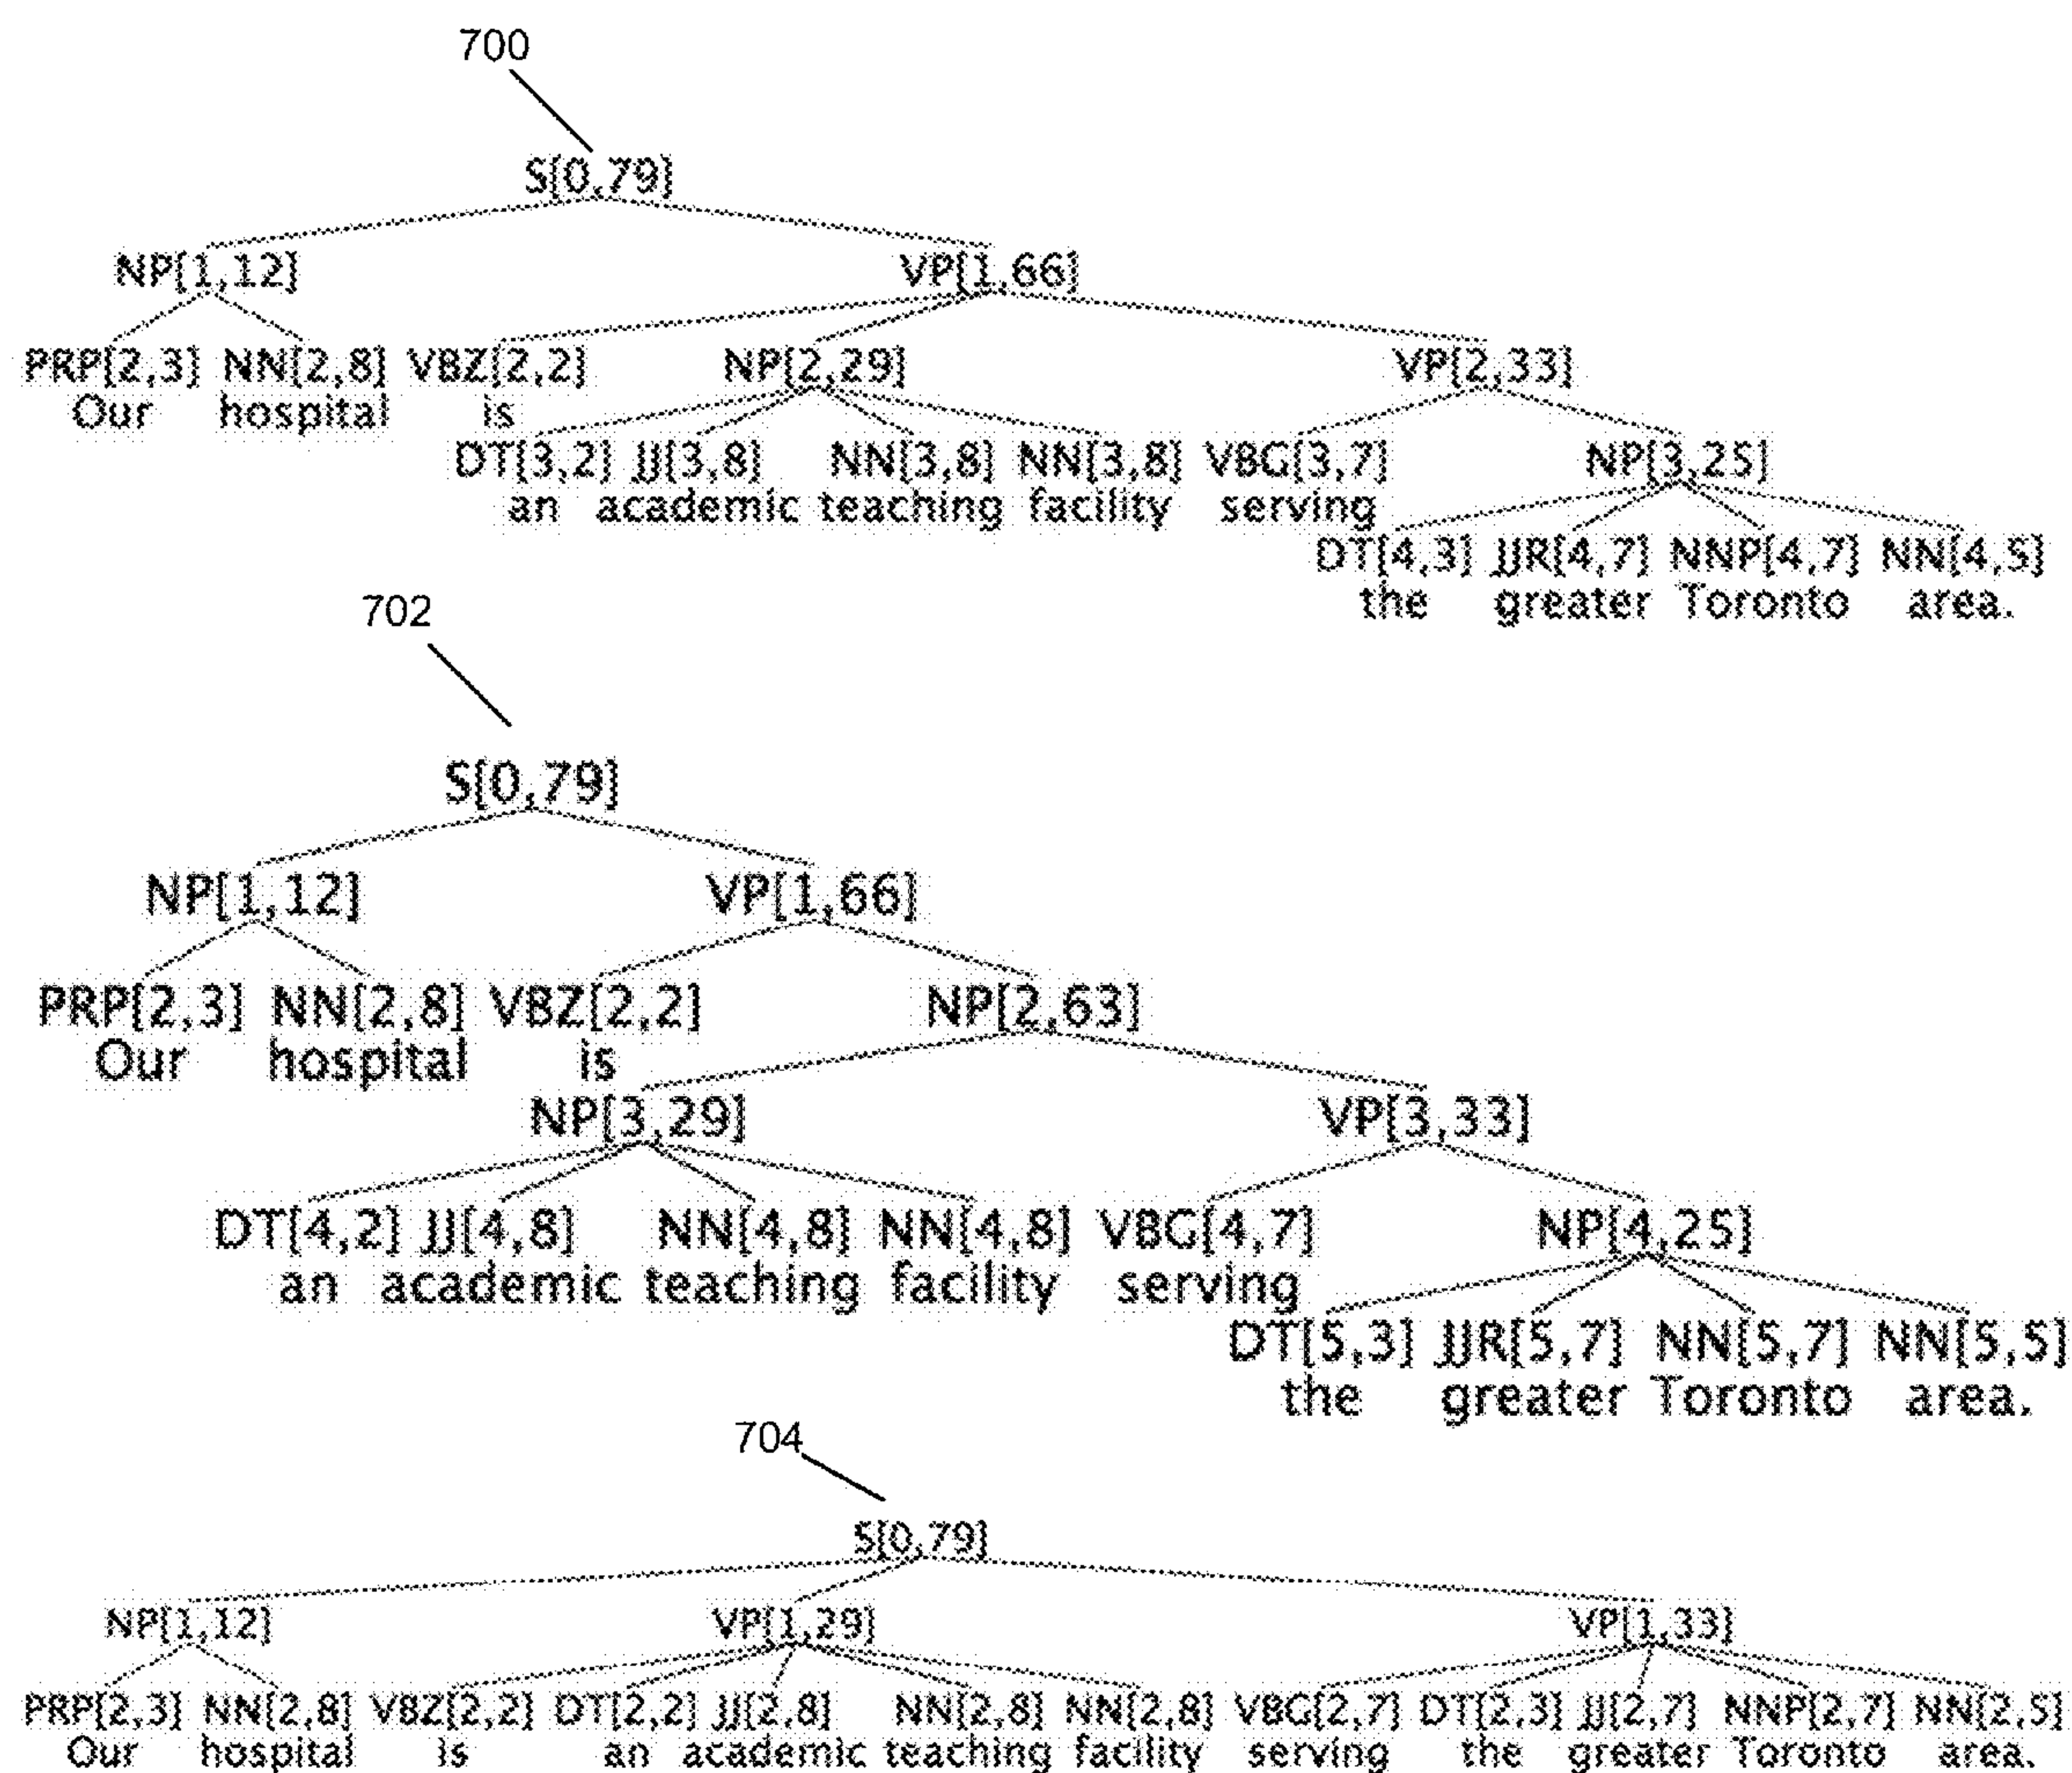 700
S[0,79]
NP[1,12] VP[1,66]
PRP[2,3] NN[2,8] VBZ[2,2] NP[2,29] VP[2,33]
Our hospital is
DT[3,2] JJ[3,8] NN[3,8] NN[3,8] VBG[3,7] NP[3,25]
an academic teaching facility serving
DT[4,3] JJR[4,7] NNP[4,7] NN[4,5]
the greater Toronto area.
702
S[0,79]
NP[1,12] VP[1,66]
PRP[2,3] NN[2,8] VBZ[2,2] NP[2,63]
Our hospital is
NP[3,29] VP[3,33]
DT[4,2] JJ[4,8] NN[4,8] NN[4,8] VBG[4,7] NP[4,25]
an academic teaching facility serving
DT[5,3] JJR[5,7] NN[5,7] NN[5,5]
the greater Toronto area.
704
S[0,79]
NP[1,12] VP[1,29] VP[1,33]
PRP[2,3] NN[2,8] VBZ[2,2] DT[2,2] JJ[2,8] NN[2,8] NN[2,8] VBG[2,7] DT[2,3] JJ[2,7] NNP[2,7] NN[2,5]
Our hospital is an academic teaching facility serving the greater Toronto area.